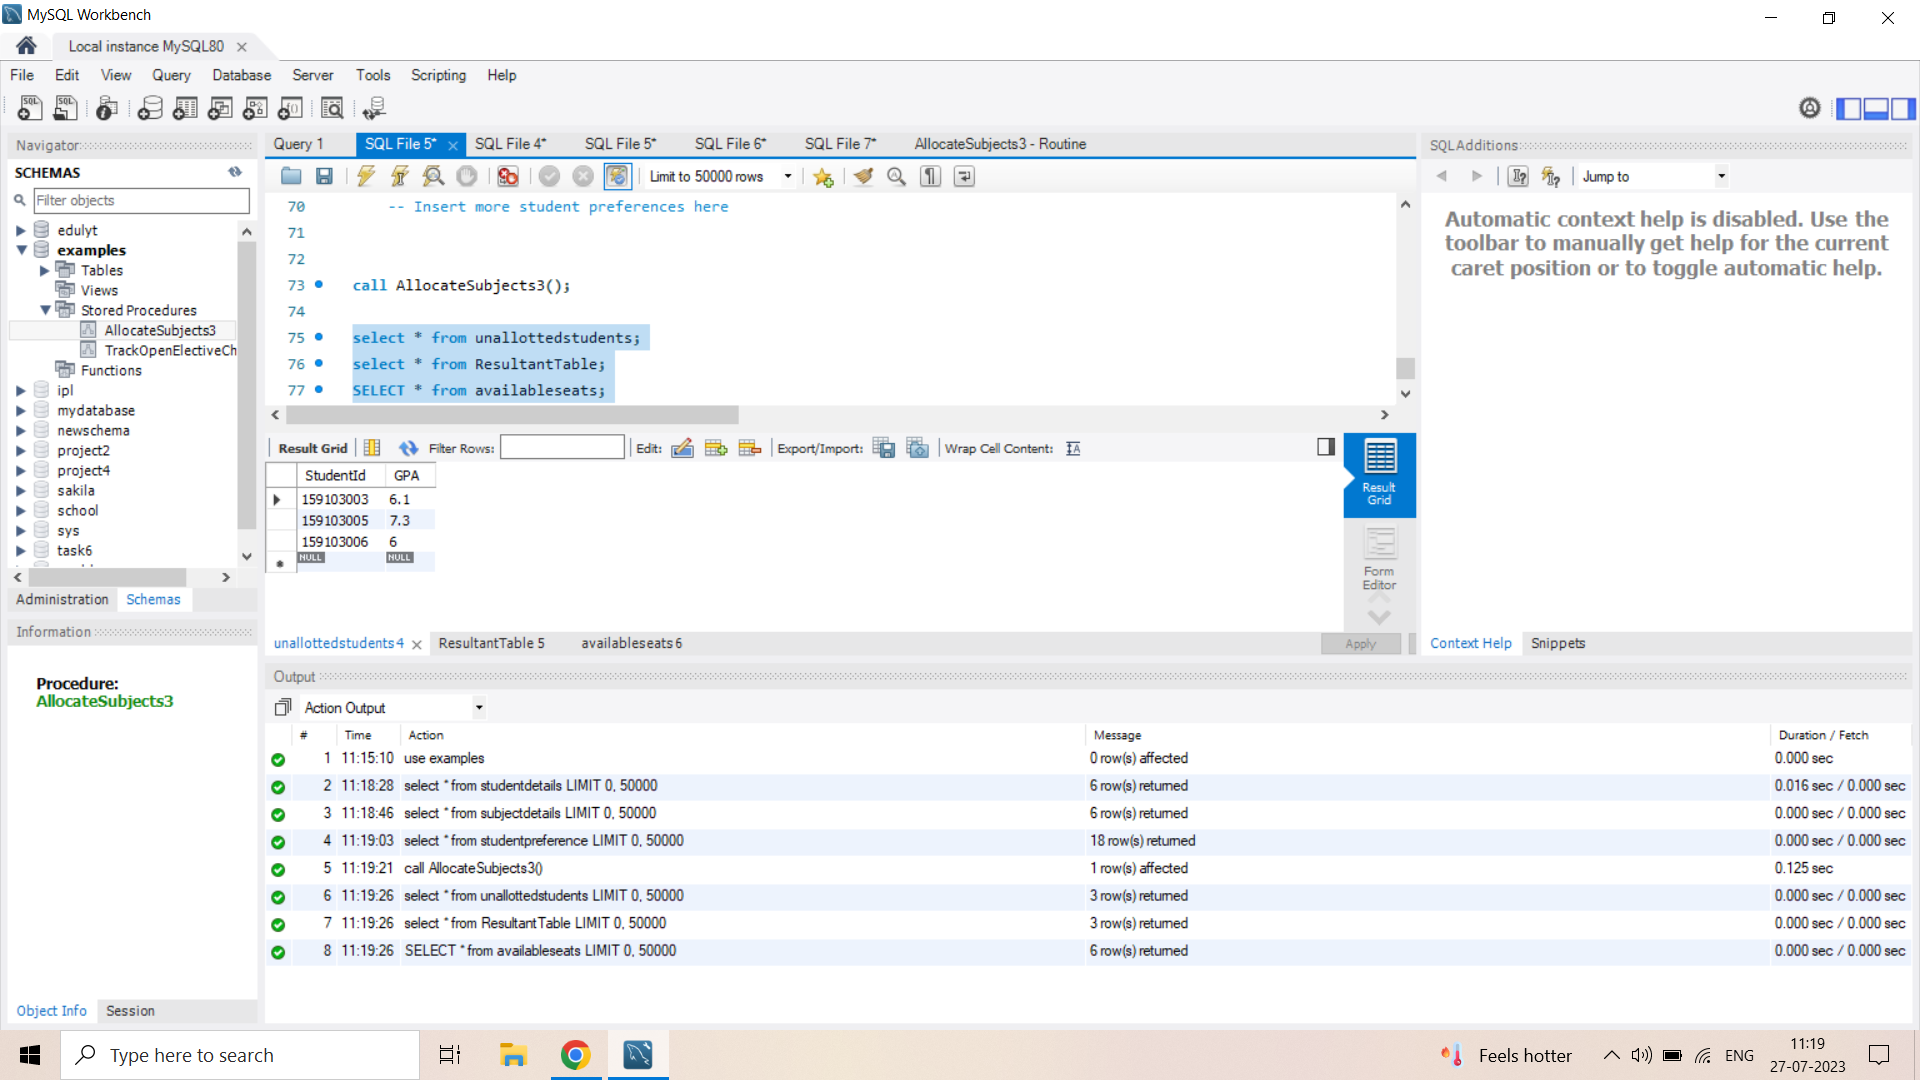 MySQL Workbench
Local instance MySQL80
File Edit View Query Database Server Tools Scripting Help
Navigator
SCHEMAS
Filter objects
edulyt
examples
Tables
Views
Stored Procedures
AllocateSubjects3
TrackOpenElectiveCh
Functions
ipl
mydatabase
newschema
project2
project4
sakila
school
sys
task6
Administration Schemas
Information
Procedure:
AllocateSubjects3
Object Info Session
Query 1 SQL File 5* SQL File 4* SQL File 5* SQL File 6* SQL File 7* AllocateSubjects3 - Routine
Limit to 50000 rows
70 -- Insert more student preferences here
71
72
73 call AllocateSubjects3();
74
75 select * from unallottedstudents;
76 select * from ResultantTable;
77 SELECT * from availableseats;
Result Grid Filter Rows: Edit: Export/Import: Wrap Cell Content:
StudentId GPA
159103003 6.1
159103005 7.3
159103006 6
NULL NULL
Result
Grid
Form
Editor
unallottedstudents 4 ResultantTable 5 availableseats 6
Apply
SQLAdditions
Jump to
Automatic context help is disabled. Use the
toolbar to manually get help for the current
caret position or to toggle automatic help.
Context Help Snippets
Output
Action Output
# Time Action Message Duration / Fetch
1 11:15:10 use examples 0 row(s) affected 0.000 sec
2 11:18:28 select * from studentdetails LIMIT 0, 50000 6 row(s) returned 0.016 sec / 0.000 sec
3 11:18:46 select * from subjectdetails LIMIT 0, 50000 6 row(s) returned 0.000 sec / 0.000 sec
4 11:19:03 select * from studentpreference LIMIT 0, 50000 18 row(s) returned 0.000 sec / 0.000 sec
5 11:19:21 call AllocateSubjects3() 1 row(s) affected 0.125 sec
6 11:19:26 select * from unallottedstudents LIMIT 0, 50000 3 row(s) returned 0.000 sec / 0.000 sec
7 11:19:26 select * from ResultantTable LIMIT 0, 50000 3 row(s) returned 0.000 sec / 0.000 sec
8 11:19:26 SELECT * from availableseats LIMIT 0, 50000 6 row(s) returned 0.000 sec / 0.000 sec
Type here to search
Feels hotter
ENG
11:19
27-07-2023